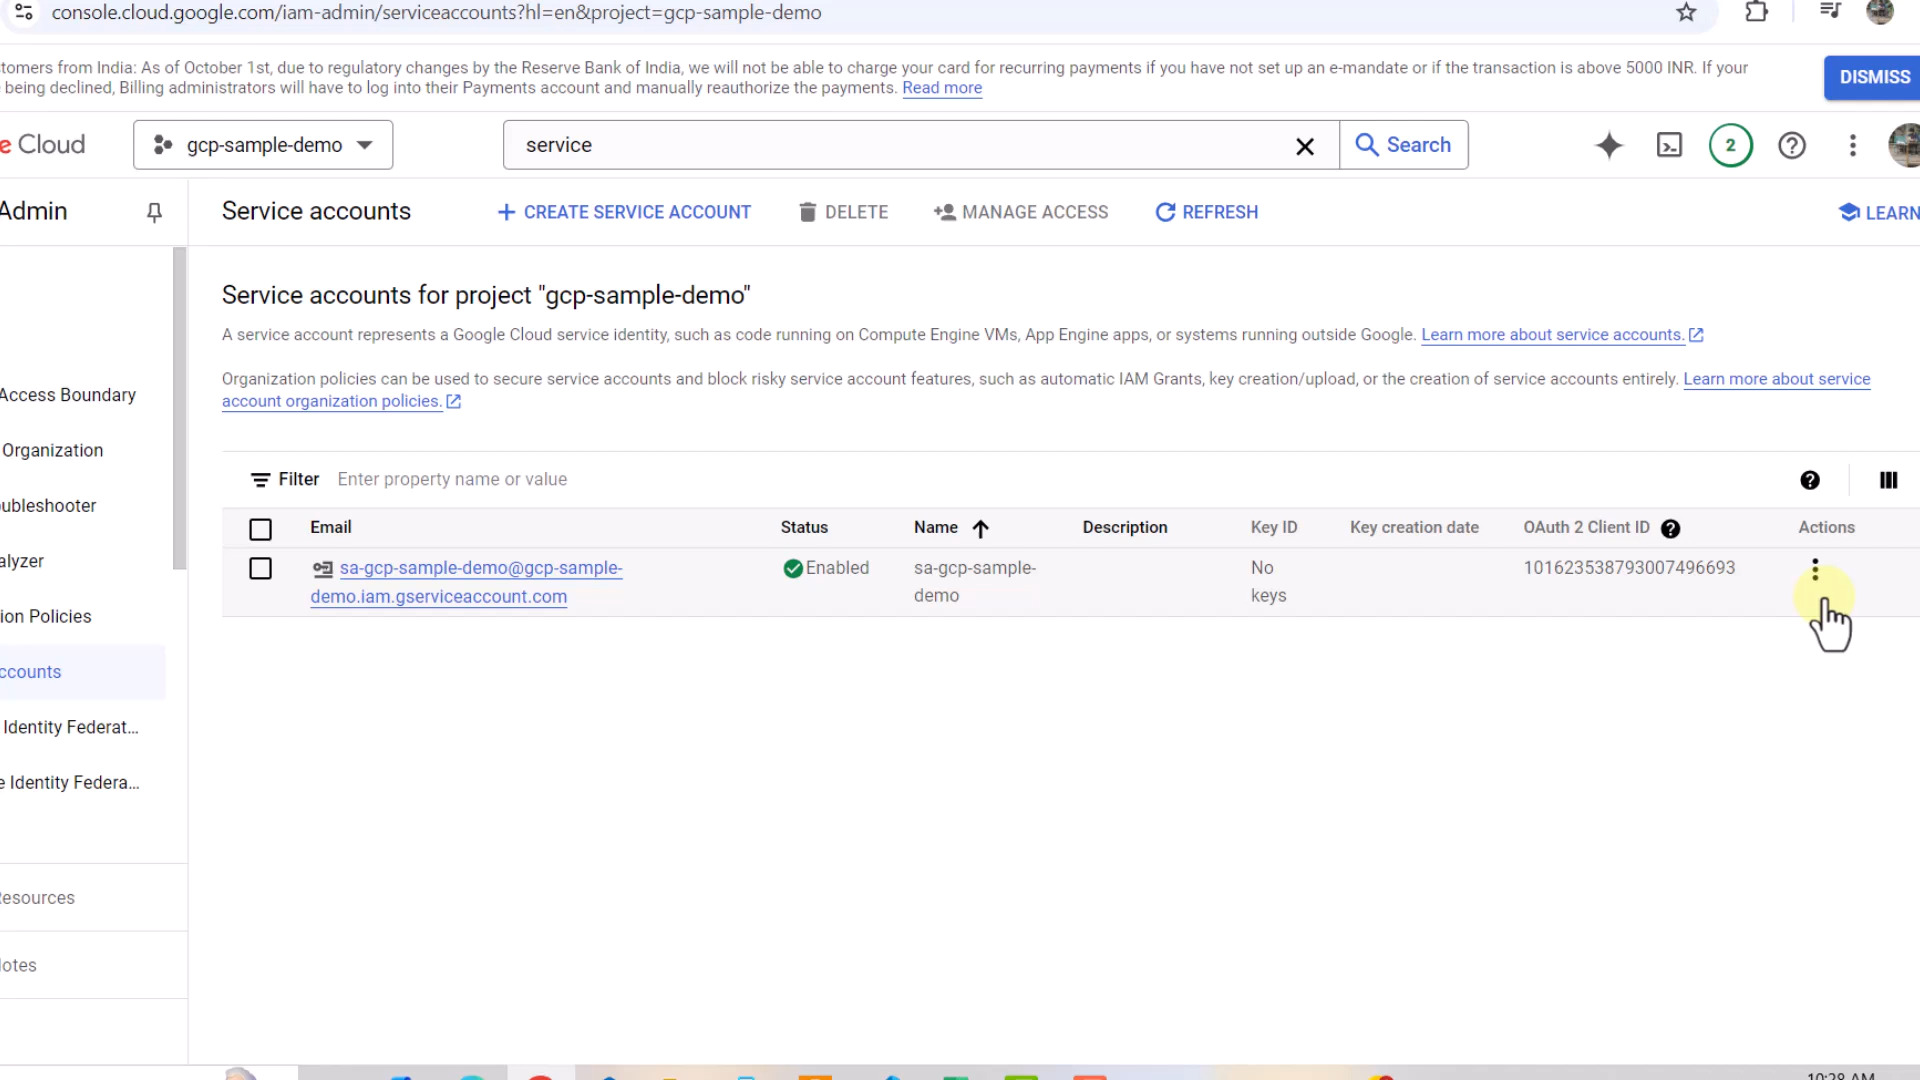 console.cloud.google.com/iam-admin/serviceaccounts?hl=en&project=gcp-sample-demo
tomers from India: As of October 1st, due to regulatory changes by the Reserve Bank of India, we will not be able to charge your card for recurring payments if you have not set up an e-mandate or if the transaction is above 5000 INR. If your
being declined, Billing administrators will have to log into their Payments account and manually reauthorize the payments. Read more
DISMISS
e Cloud
gcp-sample-demo
service
Search
2
Admin
Service accounts
CREATE SERVICE ACCOUNT
DELETE
MANAGE ACCESS
REFRESH
LEARN
Service accounts for project "gcp-sample-demo"
A service account represents a Google Cloud service identity, such as code running on Compute Engine VMs, App Engine apps, or systems running outside Google. Learn more about service accounts.
Organization policies can be used to secure service accounts and block risky service account features, such as automatic IAM Grants, key creation/upload, or the creation of service accounts entirely. Learn more about service
account organization policies.
Access Boundary
Organization
ubleshooter
alyzer
ion Policies
ccounts
Identity Federat...
e Identity Federa...
Resources
lotes
Filter Enter property name or value
Email Status Name Description Key ID Key creation date OAuth 2 Client ID Actions
sa-gcp-sample-demo@gcp-sample- Enabled sa-gcp-sample- No 101623538793007496693
demo.iam.gserviceaccount.com demo keys